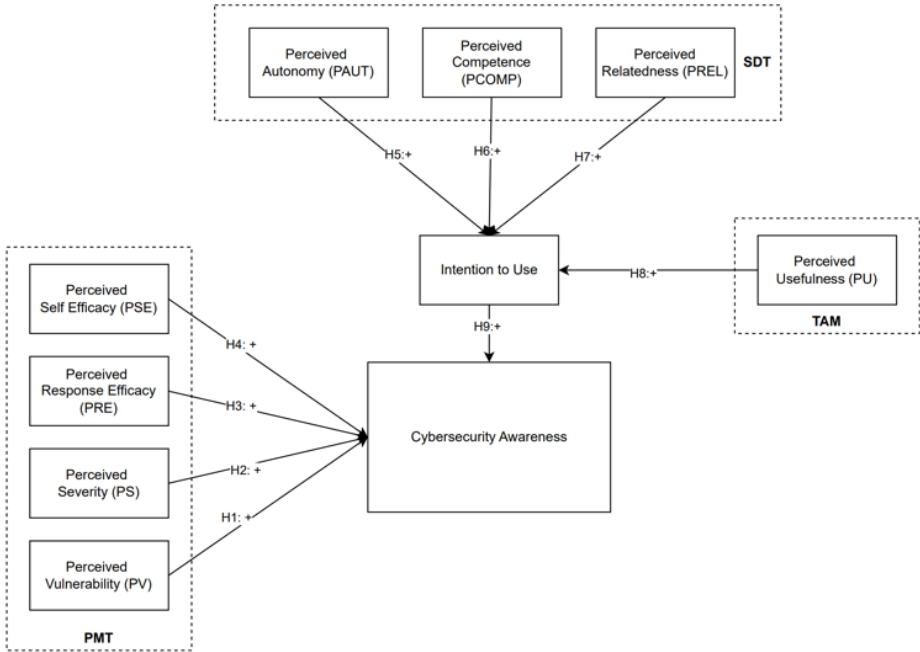 Perceived
Autonomy (PAUT)
Perceived
Competence
(PCOMP)
Perceived
Relatedness (PREL)
SDT
H5:+
H6:+
H7:+
Intention to Use
H8:+
Perceived
Usefulness (PU)
TAM
H9:+
Perceived
Self Efficacy (PSE)
H4: +
Perceived
Response Efficacy
(PRE)
H3: +
Cybersecurity Awareness
Perceived
Severity (PS)
H2: +
H1: +
Perceived
Vulnerability (PV)
PMT